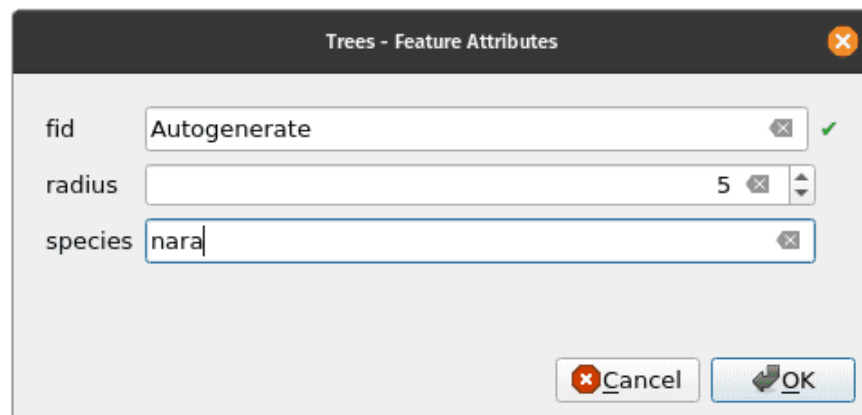 Trees - Feature Attributes
fid Autogenerate
radius 5
species nara
Cancel OK